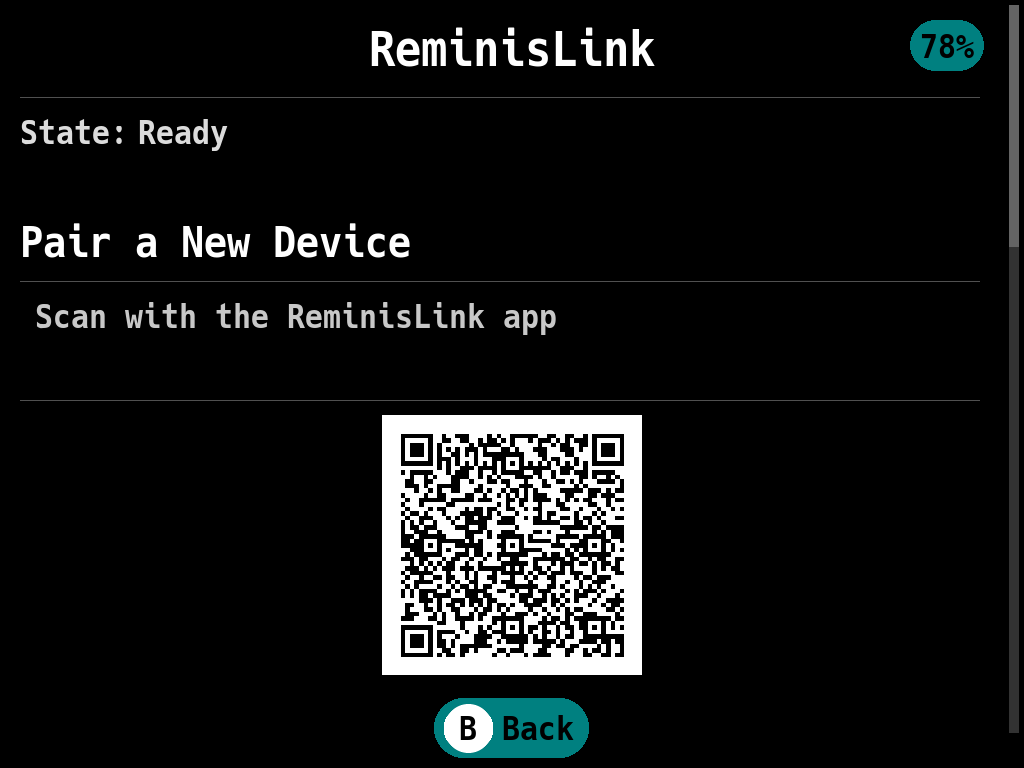 ReminisLink
78%
State: Ready
Pair a New Device
Scan with the ReminisLink app
B Back